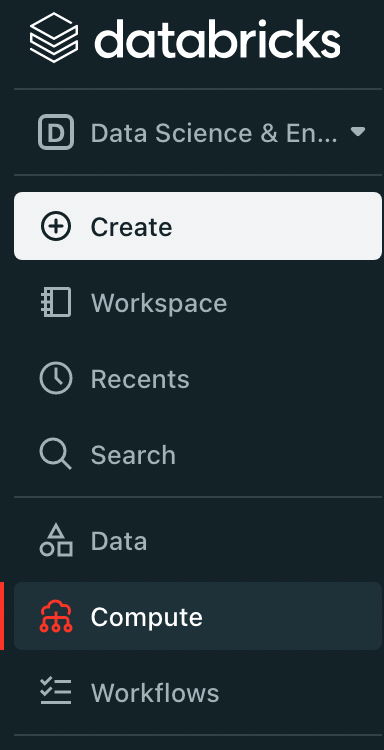 databricks
D Data Science & En...
Create
Workspace
Recents
Search
Data
Compute
Workflows